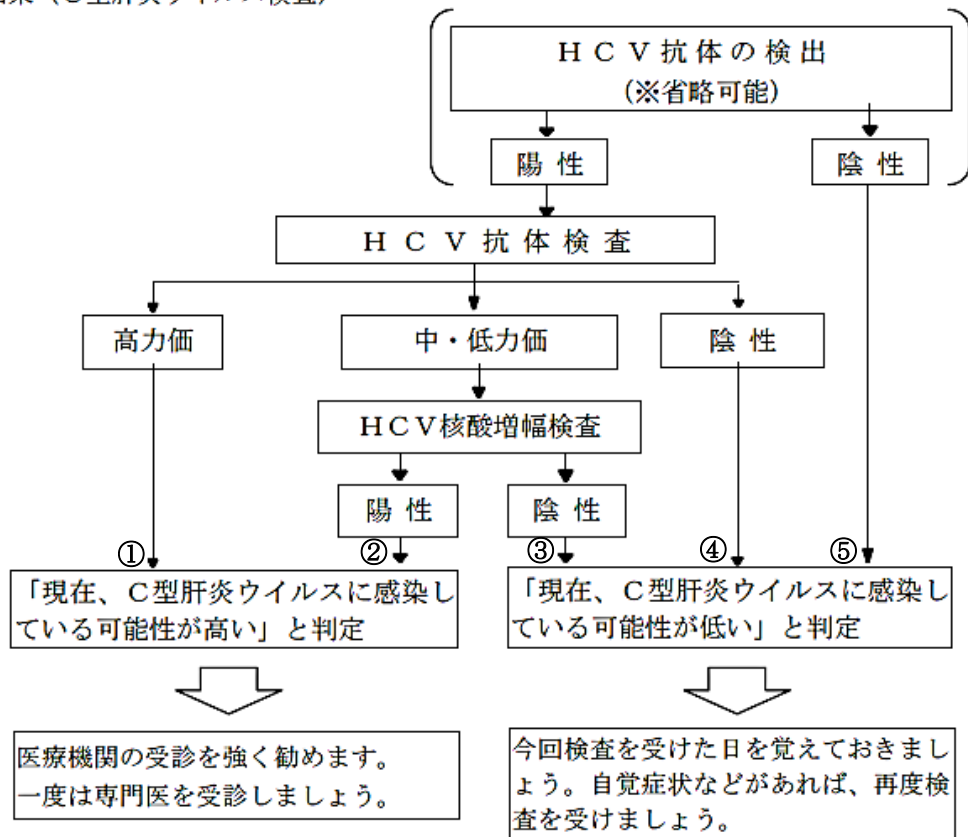 ＨＣＶ抗体の検出
（※省略可能）
陽 性
陰 性
ＨＣＶ抗体検査
高力価
中・低力価
陰 性
ＨＣＶ核酸増幅検査
陽 性
陰 性
①
②
③
④
⑤
「現在、Ｃ型肝炎ウイルスに感染し
ている可能性が高い」と判定
「現在、Ｃ型肝炎ウイルスに感染し
ている可能性が低い」と判定
医療機関の受診を強く勧めます。
一度は専門医を受診しましょう。
今回検査を受けた日を覚えておきまし
ょう。自覚症状などがあれば、再度検
査を受けましょう。